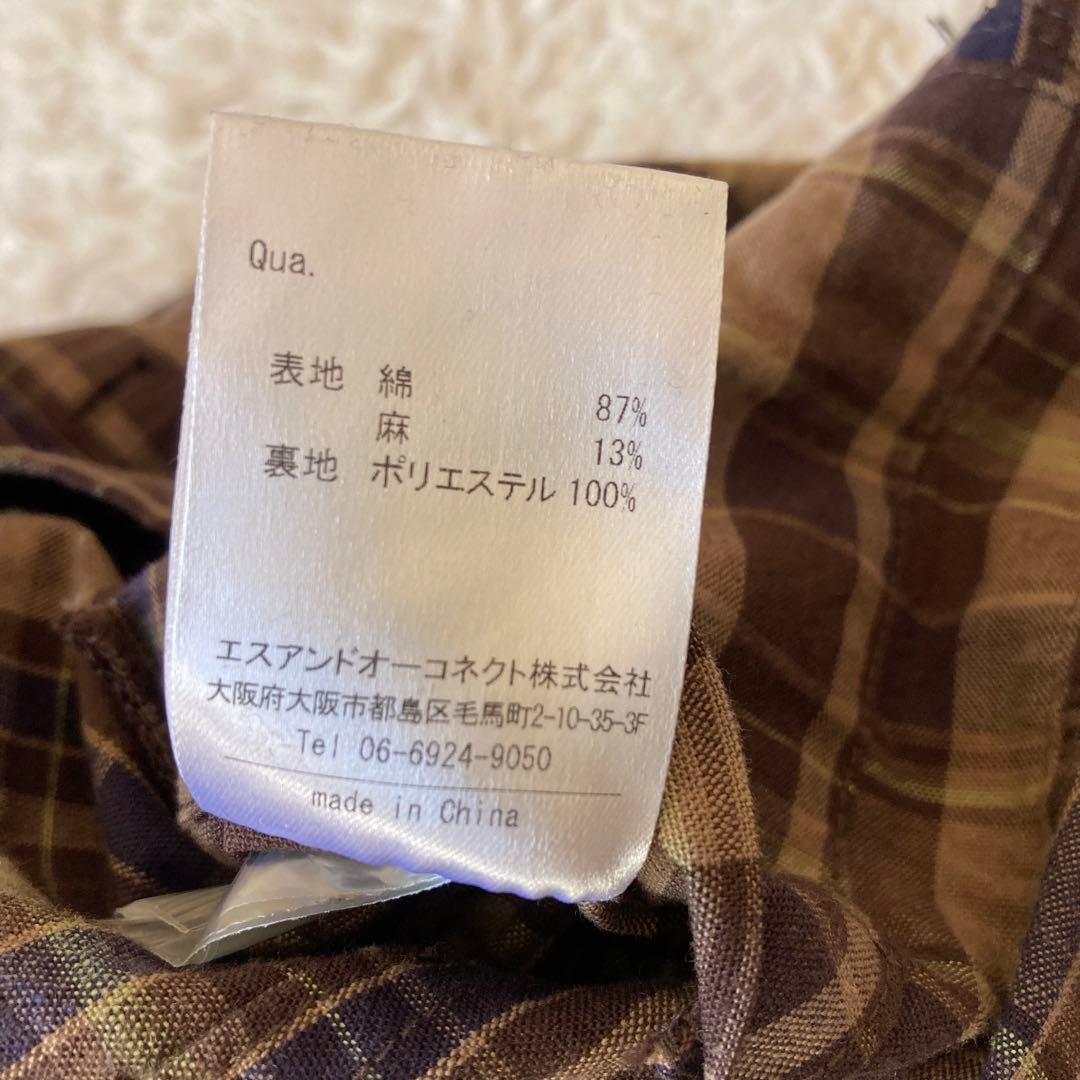 Qua.
表地 綿 87%
麻 13%
裏地 ポリエステル 100%
エスアンドオーコネクト株式会社
大阪府大阪市都島区毛馬町2-10-35-3F
Tel 06-6924-9050
made in China